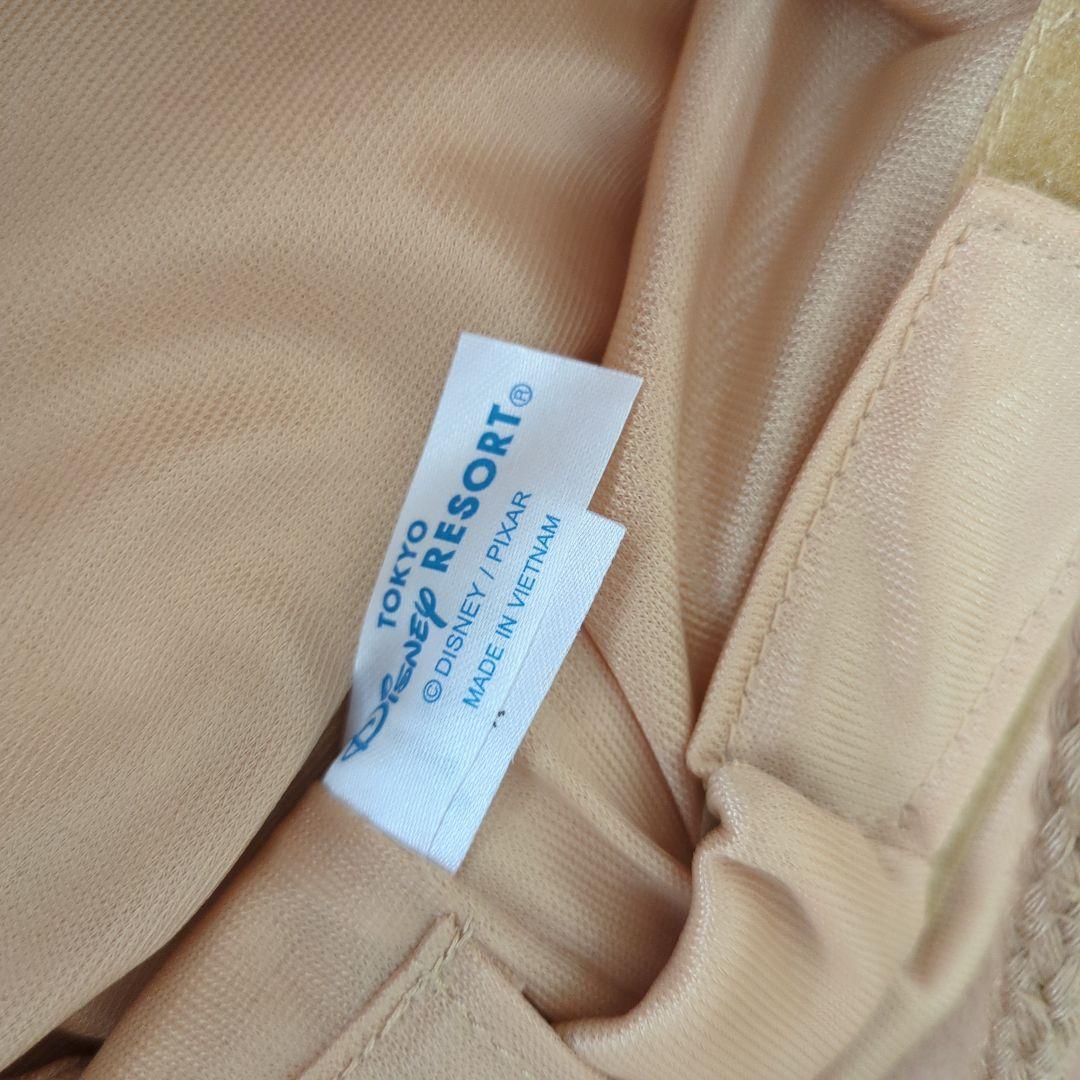 TOKYO
Disney RESORT®
© DISNEY / PIXAR
MADE IN VIETNAM